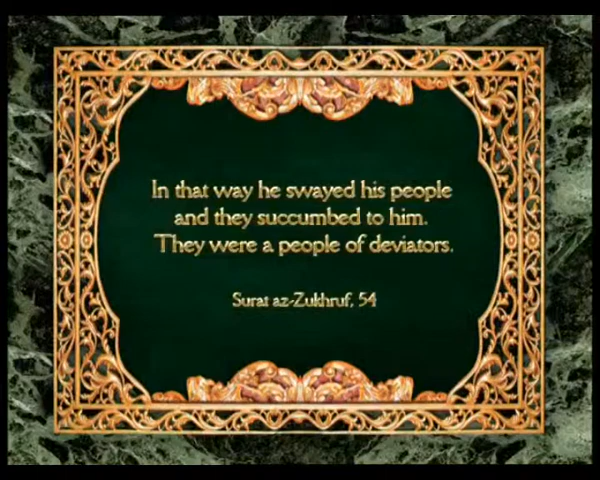 In that way he swayed his people
and they succumbed to him.
They were a people of deviators.
Surat az-Zukhruf, 54